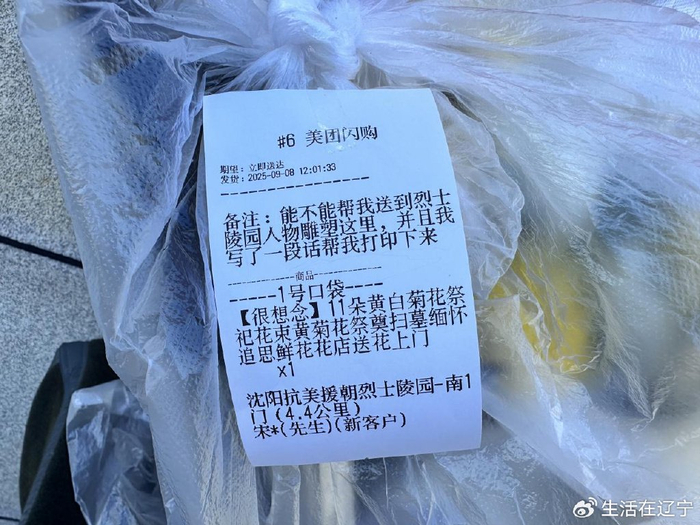 #6 美团闪购
期望：立即送达
发货：2025-09-08 12:01:33
备注：能不能帮我送到烈士
陵园人物雕塑这里，并且我
写了一段话帮我打印下来
商品
1号口袋
【很想念】11朵黄白菊花祭
祀花束黄菊花祭奠扫墓缅怀
追思鲜花花店送花上门
x1
沈阳抗美援朝烈士陵园-南1
门(4.4公里)
宋*(先生)(新客户)
生活在辽宁